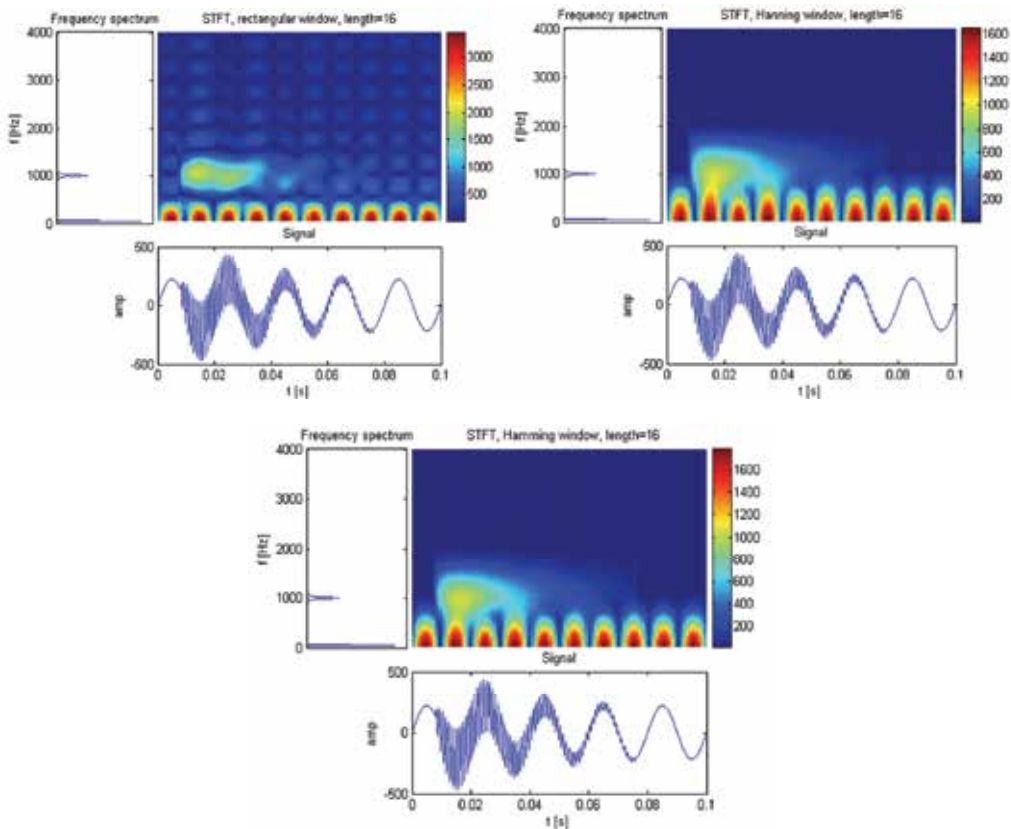 Frequency spectrum STFT, rectangular window, length=16
4000
3000
2000
1000
0
f [Hz]
3000
2500
2000
1500
1000
500
Signal
500
0
-500
amp
0 0.02 0.04 0.06 0.08 0.1
t [s]
Frequency spectrum STFT, Hanning window, length=16
4000
3000
2000
1000
0
f [Hz]
1600
1400
1200
1000
800
600
400
200
Signal
500
0
-500
amp
0 0.02 0.04 0.06 0.08 0.1
t [s]
Frequency spectrum STFT, Hamming window, length=16
4000
3000
2000
1000
0
f [Hz]
1600
1400
1200
1000
800
600
400
200
Signal
500
0
-500
amp
0 0.02 0.04 0.06 0.08 0.1
t [s]